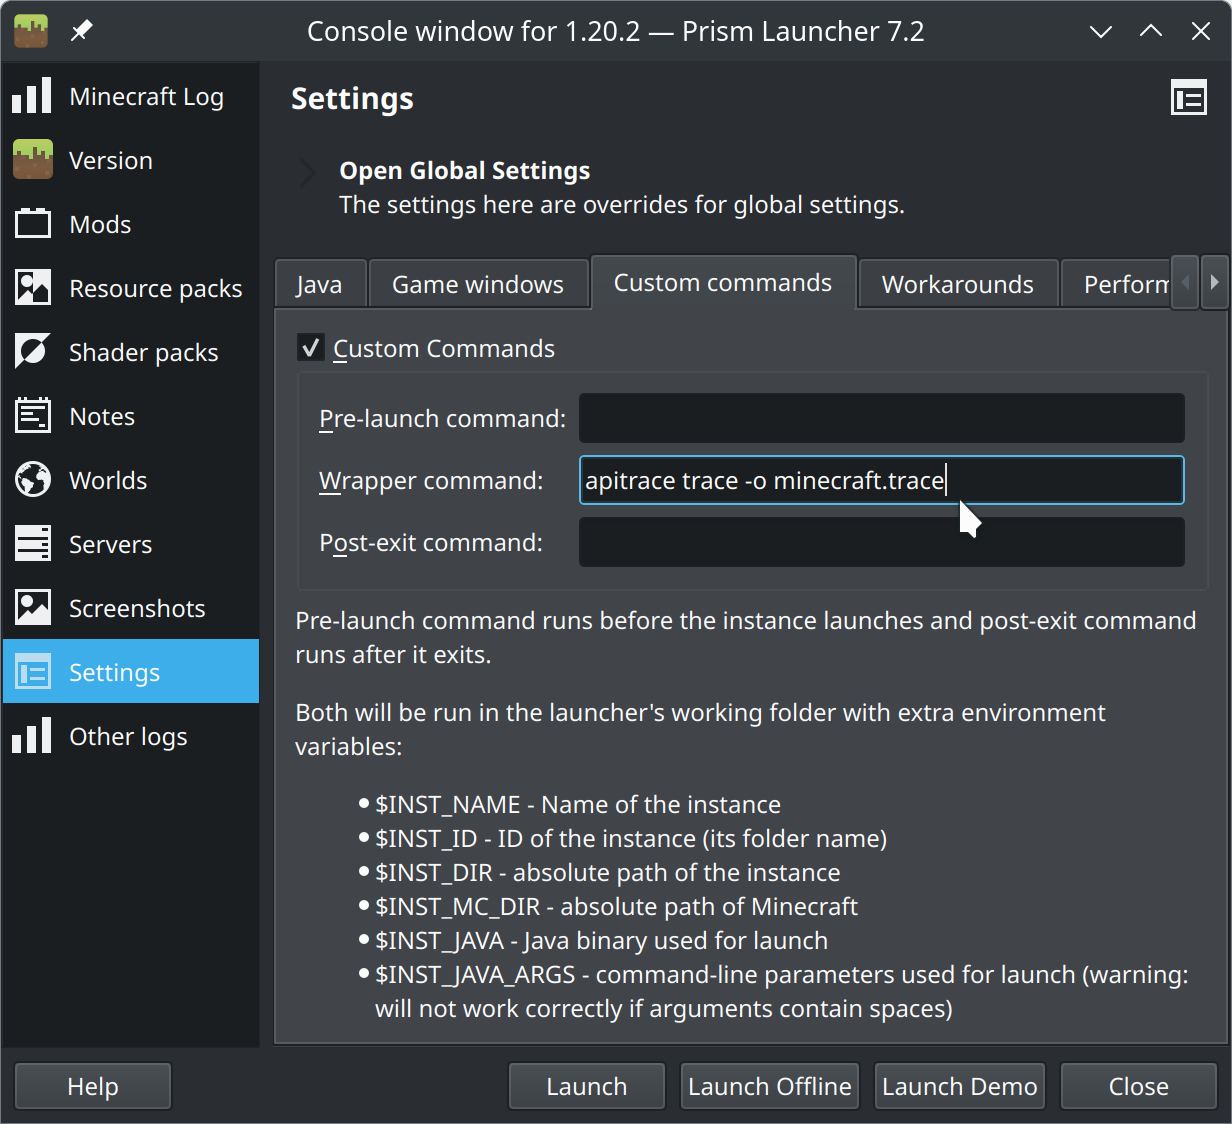 Console window for 1.20.2 — Prism Launcher 7.2
Minecraft Log
Version
Mods
Resource packs
Shader packs
Notes
Worlds
Servers
Screenshots
Settings
Other logs
Settings
Open Global Settings
The settings here are overrides for global settings.
Java
Game windows
Custom commands
Workarounds
Perform
Custom Commands
Pre-launch command:
Wrapper command: apitrace trace -o minecraft.trace
Post-exit command:
Pre-launch command runs before the instance launches and post-exit command
runs after it exits.
Both will be run in the launcher's working folder with extra environment
variables:
• $INST_NAME - Name of the instance
• $INST_ID - ID of the instance (its folder name)
• $INST_DIR - absolute path of the instance
• $INST_MC_DIR - absolute path of Minecraft
• $INST_JAVA - Java binary used for launch
• $INST_JAVA_ARGS - command-line parameters used for launch (warning:
will not work correctly if arguments contain spaces)
Help
Launch
Launch Offline
Launch Demo
Close